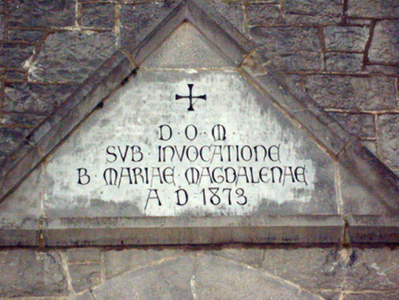 D·O·M
SVB·INVOCATIONE
B·MARIAE·MAGDALENAE
A·D·1873